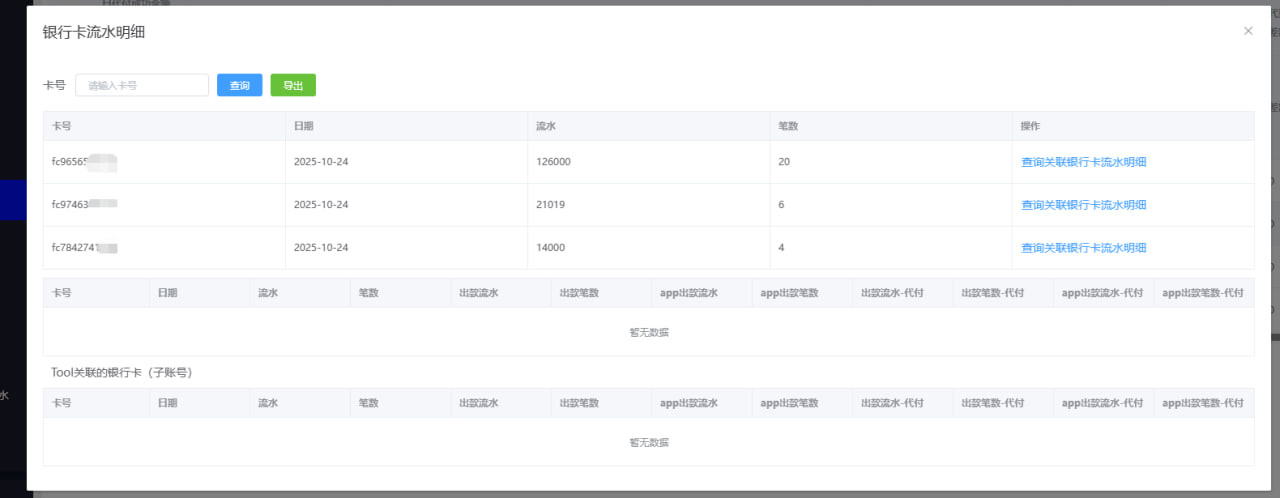 银行卡流水明细
卡号 请输入卡号 查询 导出
卡号 日期 流水 笔数 操作
fc96565 2025-10-24 126000 20 查询关联银行卡流水明细
fc97463 2025-10-24 21019 6 查询关联银行卡流水明细
fc7842741 2025-10-24 14000 4 查询关联银行卡流水明细
卡号 日期 流水 笔数 出款流水 出款笔数 app出款流水 app出款笔数 出款流水-代付 出款笔数-代付 app出款流水-代付 app出款笔数-代付
暂无数据
Tool关联的银行卡（子账号）
卡号 日期 流水 笔数 出款流水 出款笔数 app出款流水 app出款笔数 出款流水-代付 出款笔数-代付 app出款流水-代付 app出款笔数-代付
水
暂无数据